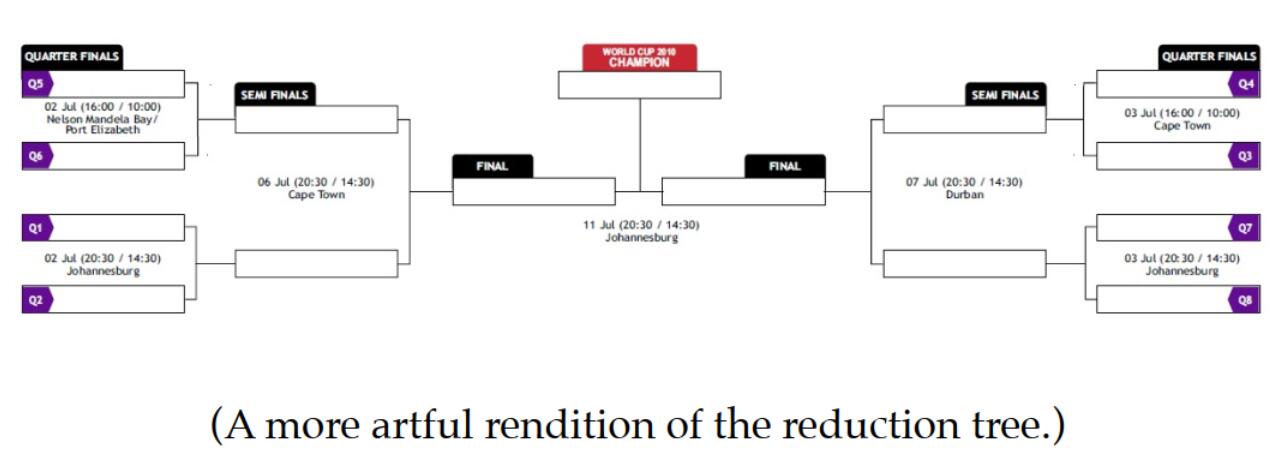 WORLD CUP 2010
CHAMPION
QUARTER FINALS
Q5
02 Jul (16:00 / 10:00)
Nelson Mandela Bay/
Port Elizabeth
Q6
Q1
02 Jul (20:30 / 14:30)
Johannesburg
Q2
SEMI FINALS
06 Jul (20:30 / 14:30)
Cape Town
FINAL
11 Jul (20:30 / 14:30)
Johannesburg
FINAL
SEMI FINALS
07 Jul (20:30 / 14:30)
Durban
QUARTER FINALS
Q4
03 Jul (16:00 / 10:00)
Cape Town
Q3
Q7
03 Jul (20:30 / 14:30)
Johannesburg
Q8
(A more artful rendition of the reduction tree.)